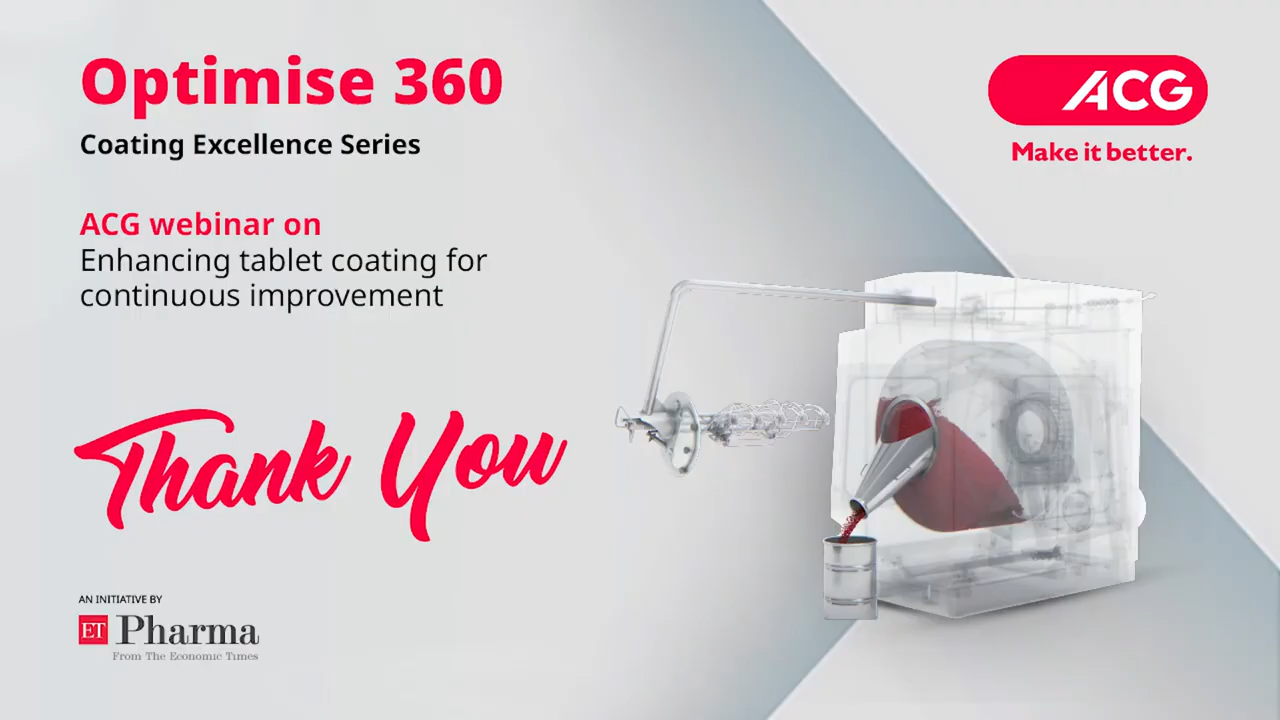 Optimise 360
Coating Excellence Series
ACG
Make it better.
ACG webinar on
Enhancing tablet coating for
continuous improvement
Thank You
AN INITIATIVE BY
ET Pharma
From The Economic Times